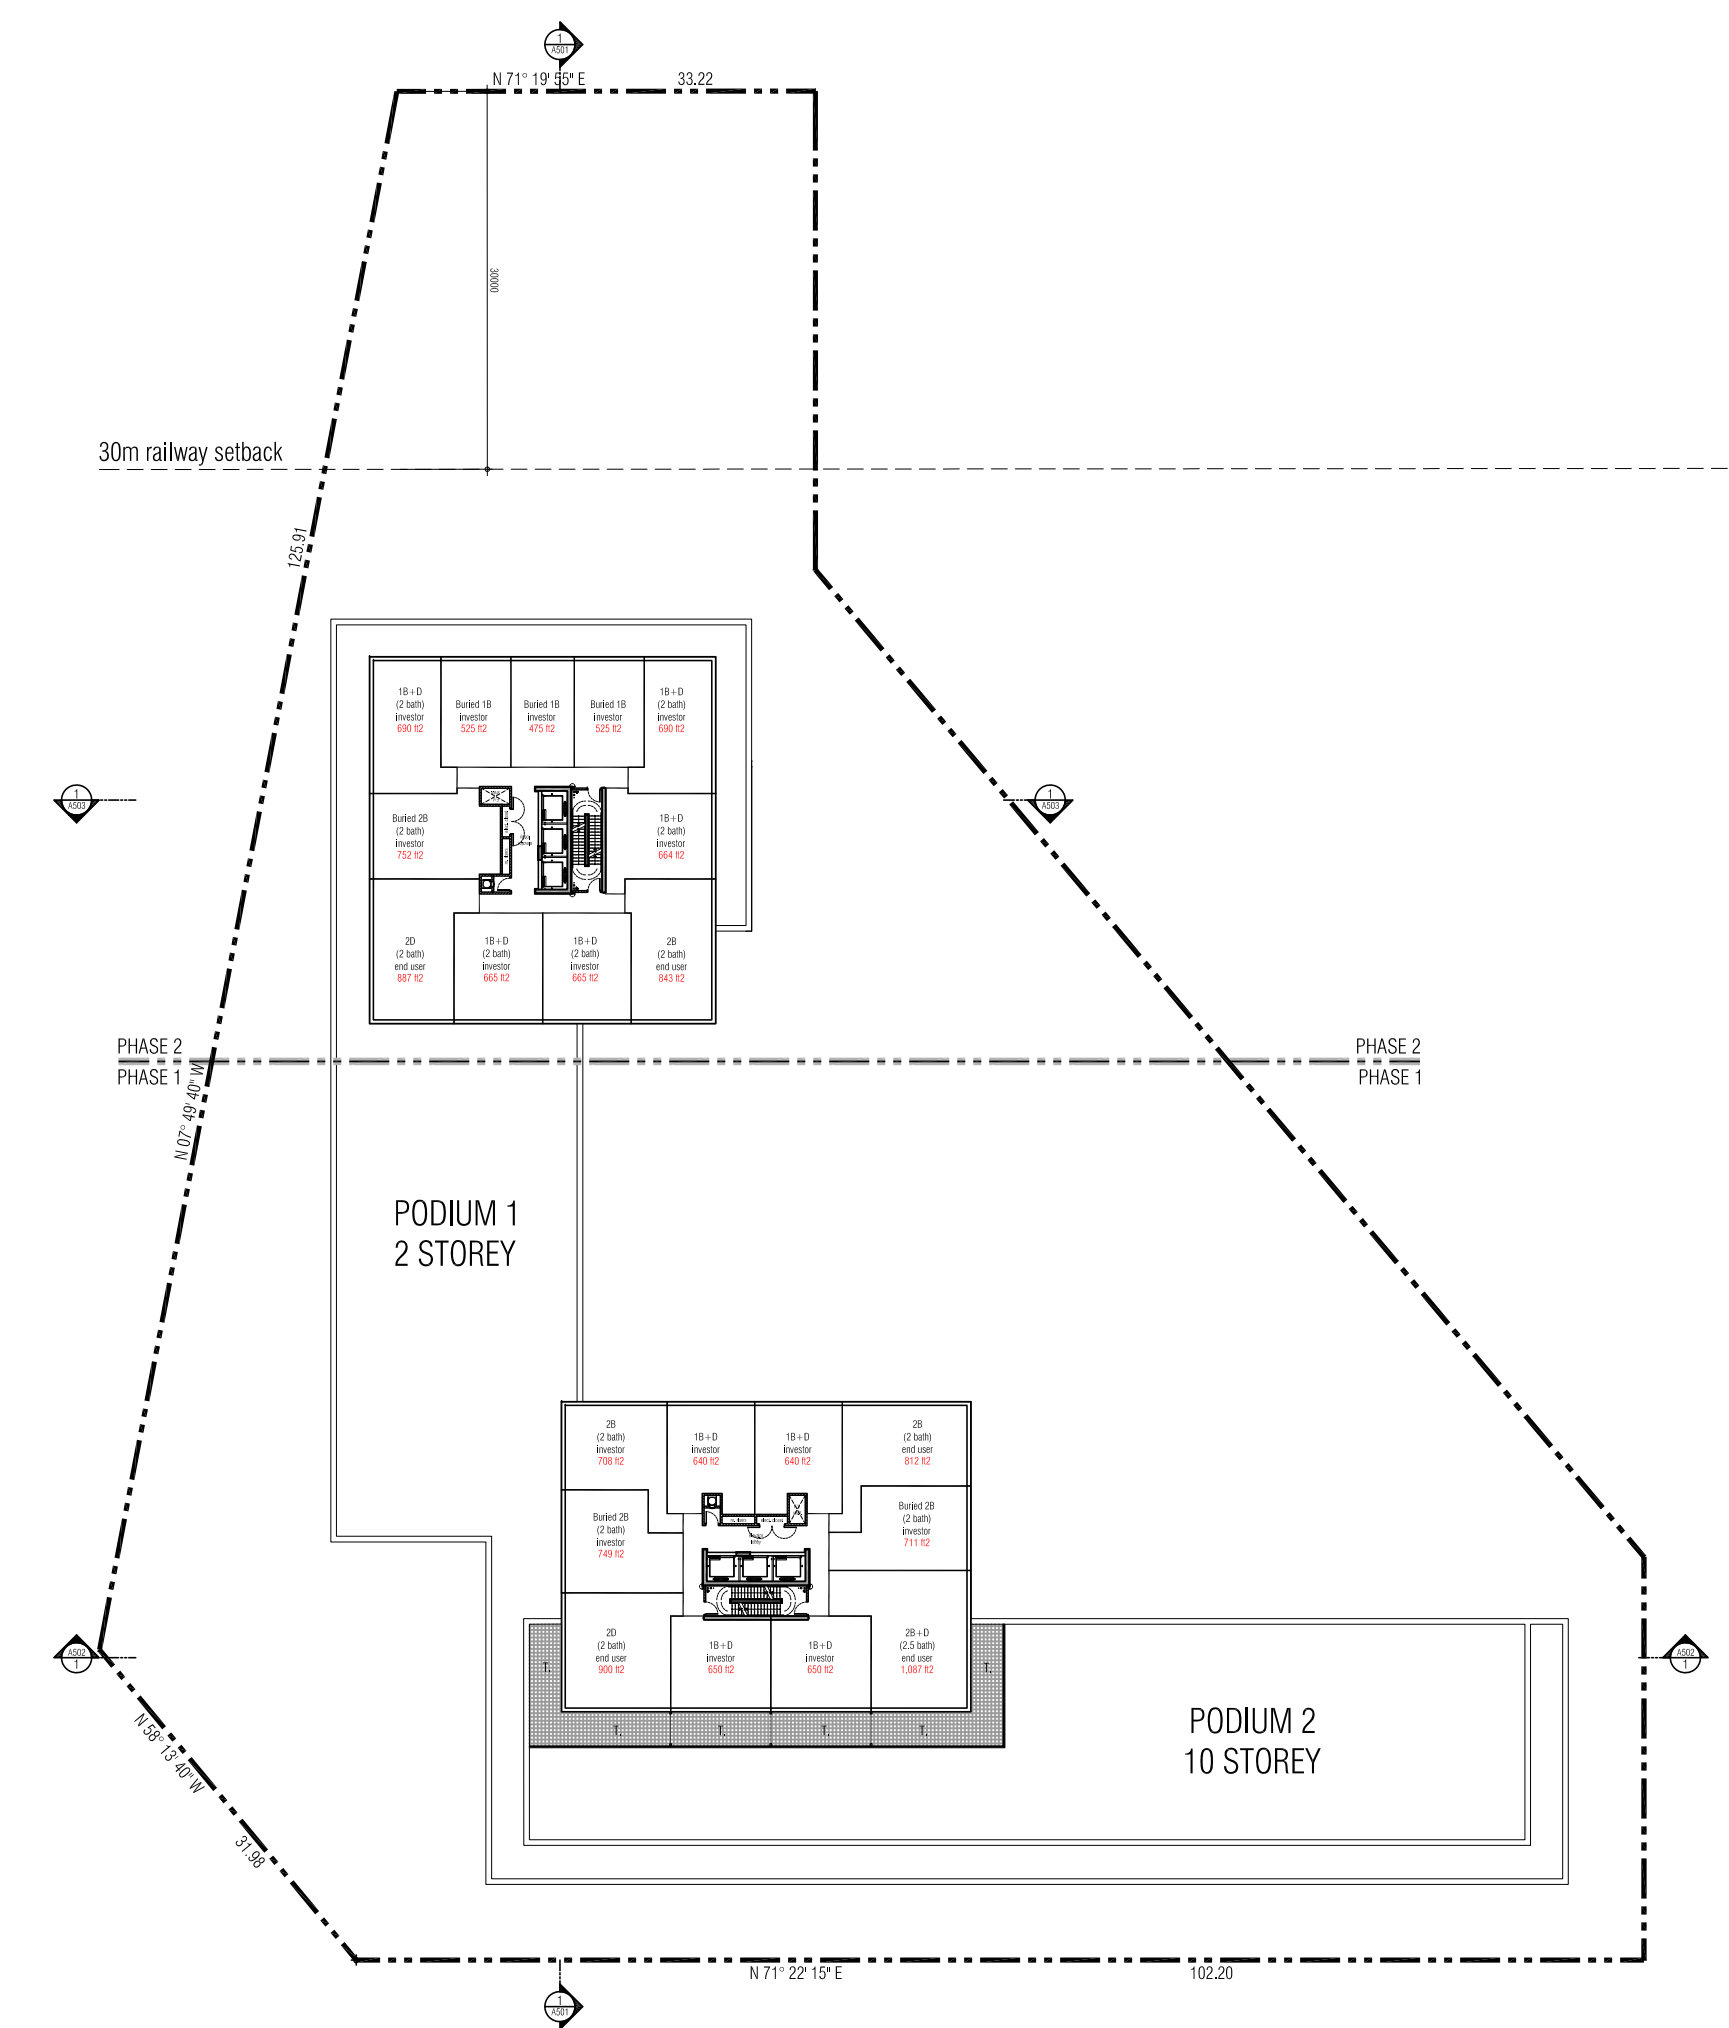 1
A501
N 71° 19' 55" E
33.22
30000
30m railway setback
125.91
1B+D
(2 bath)
investor
690 ft2
Buried 1B
investor
525 ft2
Buried 1B
investor
475 ft2
Buried 1B
investor
525 ft2
1B+D
(2 bath)
investor
690 ft2
1
A503
1
A503
Buried 2B
(2 bath)
investor
752 ft2
1B+D
(2 bath)
investor
664 ft2
2D
(2 bath)
end user
887 ft2
1B+D
(2 bath)
investor
665 ft2
1B+D
(2 bath)
investor
665 ft2
2B
(2 bath)
end user
843 ft2
PHASE 2
PHASE 1
PHASE 2
PHASE 1
N 07° 49' 40" W
PODIUM 1
2 STOREY
2B
(2 bath)
investor
708 ft2
1B+D
investor
640 ft2
1B+D
investor
640 ft2
2B
(2 bath)
end user
812 ft2
Buried 2B
(2 bath)
investor
749 ft2
lobby
Buried 2B
(2 bath)
investor
711 ft2
2D
(2 bath)
end user
900 ft2
1B+D
investor
650 ft2
1B+D
investor
650 ft2
2B+D
(2.5 bath)
end user
1,087 ft2
A502
1
A502
1
T.
T.
T.
T.
T.
T.
PODIUM 2
10 STOREY
N 58° 13' 40" W
31.98
N 71° 22' 15" E
102.20
1
A501